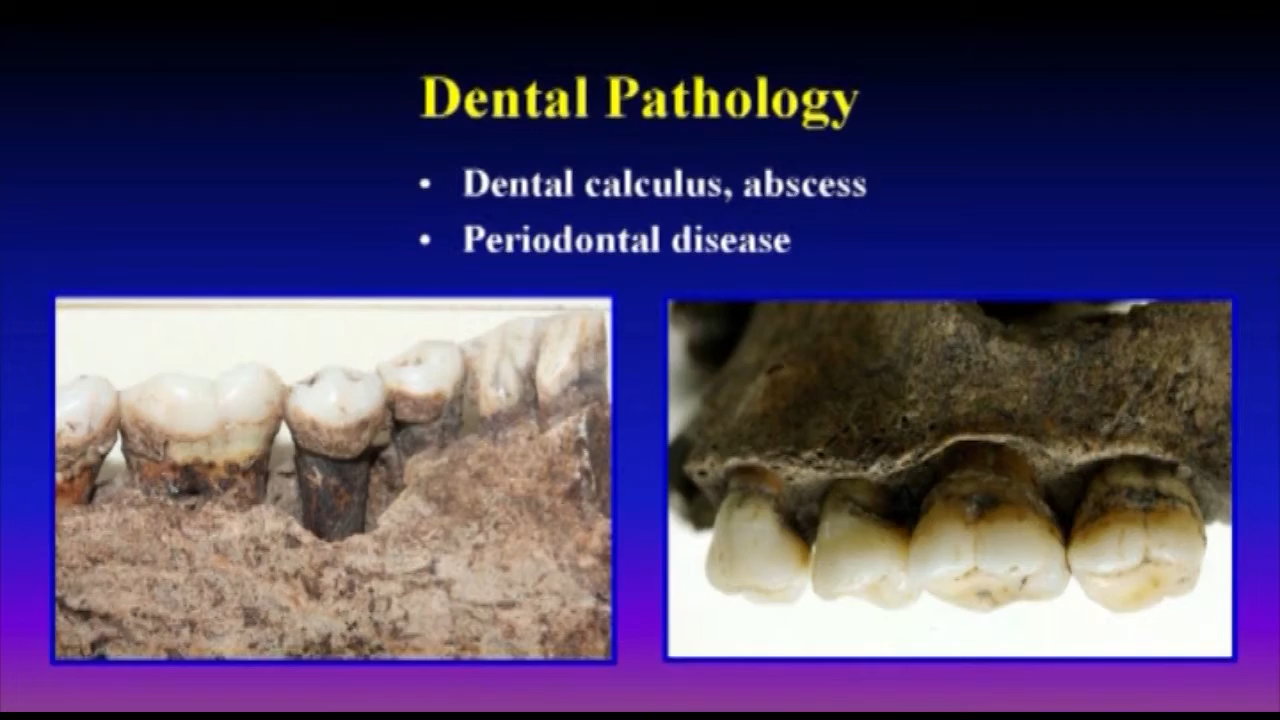 Dental Pathology
• Dental calculus, abscess
• Periodontal disease